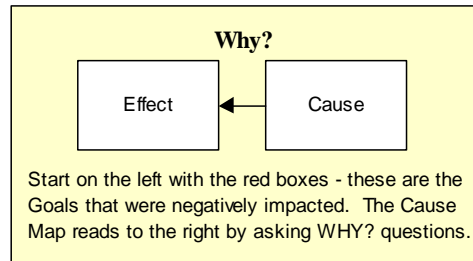 Why?
Effect Cause
Start on the left with the red boxes - these are the
Goals that were negatively impacted. The Cause
Map reads to the right by asking WHY? questions.